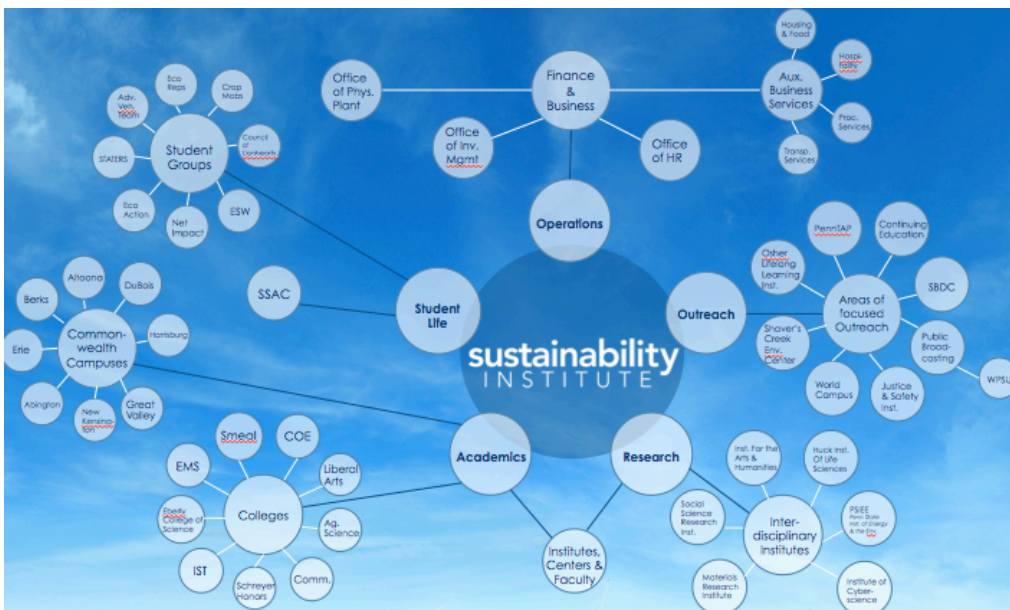 Housing
& Food
Hospi-
tality
Aux.
Business
Services
Proc.
Services
Transp.
Services
Finance
&
Business
Office
of Phys.
Plant
Office
of Inv.
Mgmt
Office
of HR
Operations
Eco
Reps
Crop
Mobs
Adv.
Ven.
Team
Council
of
Lionhearts
Student
Groups
STATERS
Eco
Action
Net
Impact
ESW
SSAC
Student
Life
Altoona
DuBois
Berks
Harrisburg
Common-
wealth
Campuses
Erie
Abington
New
Kensing-
ton
Great
Valley
sustainability
INSTITUTE
Outreach
PennTAP
Continuing
Education
Osher
Lifelong
Learning
Inst.
SBDC
Areas of
focused
Outreach
Shaver's
Creek
Env.
Center
Public
Broad-
casting
WPSU
World
Campus
Justice
& Safety
Inst.
Academics
Research
Smeal
COE
EMS
Liberal
Arts
Eberly
College of
Science
Colleges
Ag.
Science
IST
Schreyer
Honors
Comm.
Institutes,
Centers &
Faculty
Inst. For the
Arts &
Humanities
Huck Inst.
Of Life
Sciences
Social
Science
Research
Inst.
PSIEE
Penn State
Inst. of Energy
& the Env.
Inter-
disciplinary
Institutes
Materials
Research
Institute
Institute of
Cyber-
science